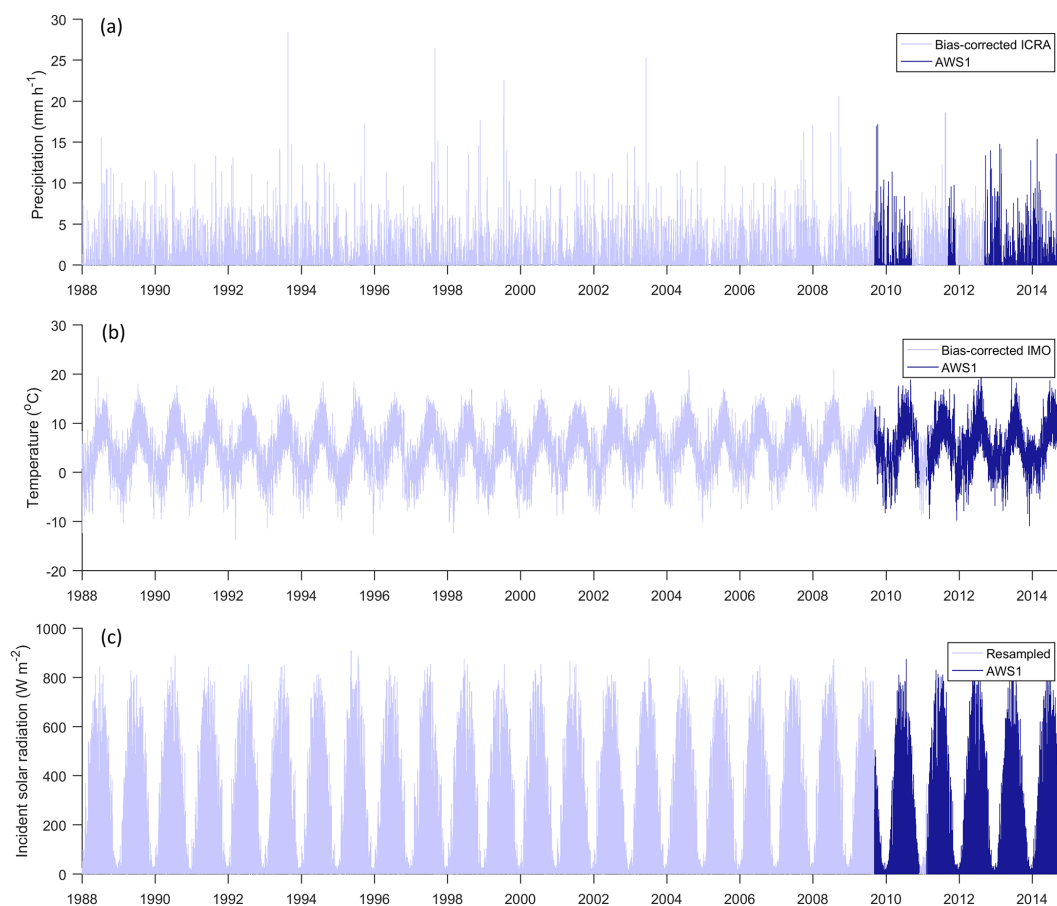 (a)
30
25
20
15
10
5
0
Precipitation (mm h-1)
Bias-corrected ICRA
AWS1
1988 1990 1992 1994 1996 1998 2000 2002 2004 2006 2008 2010 2012 2014
(b)
30
20
10
0
-10
-20
Temperature (oC)
Bias-corrected IMO
AWS1
1988 1990 1992 1994 1996 1998 2000 2002 2004 2006 2008 2010 2012 2014
(c)
1000
800
600
400
200
0
Incident solar radiation (W m-2)
Resampled
AWS1
1988 1990 1992 1994 1996 1998 2000 2002 2004 2006 2008 2010 2012 2014